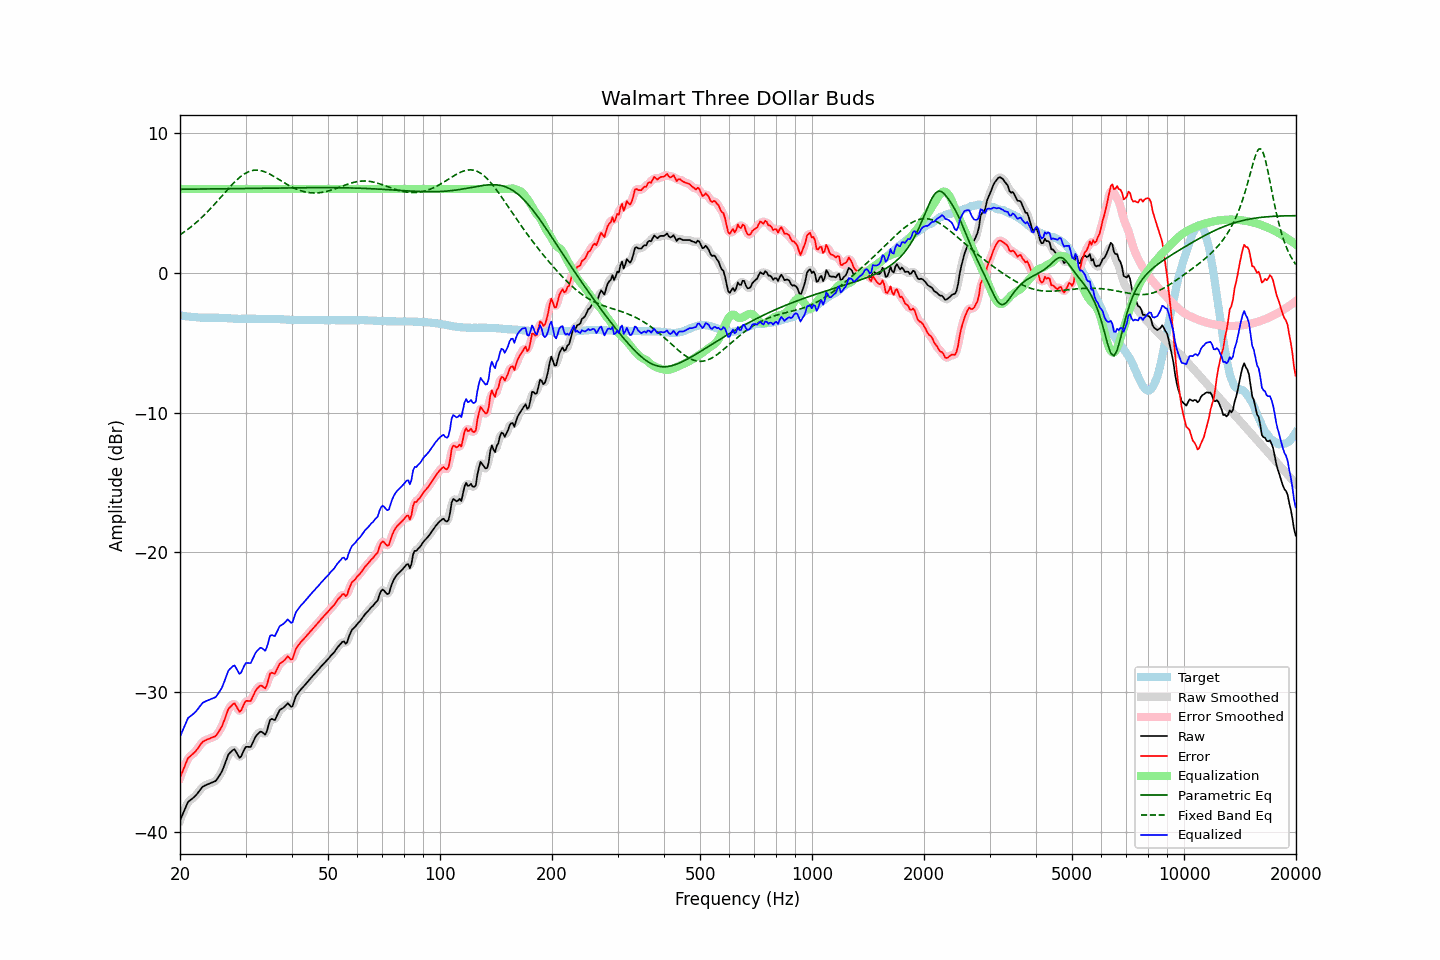 Walmart Three DOllar Buds
10
0
−10
−20
−30
−40
Amplitude (dBr)
20 50 100 200 500 1000 2000 5000 10000 20000
Frequency (Hz)
Target
Raw Smoothed
Error Smoothed
Raw
Error
Equalization
Parametric Eq
Fixed Band Eq
Equalized